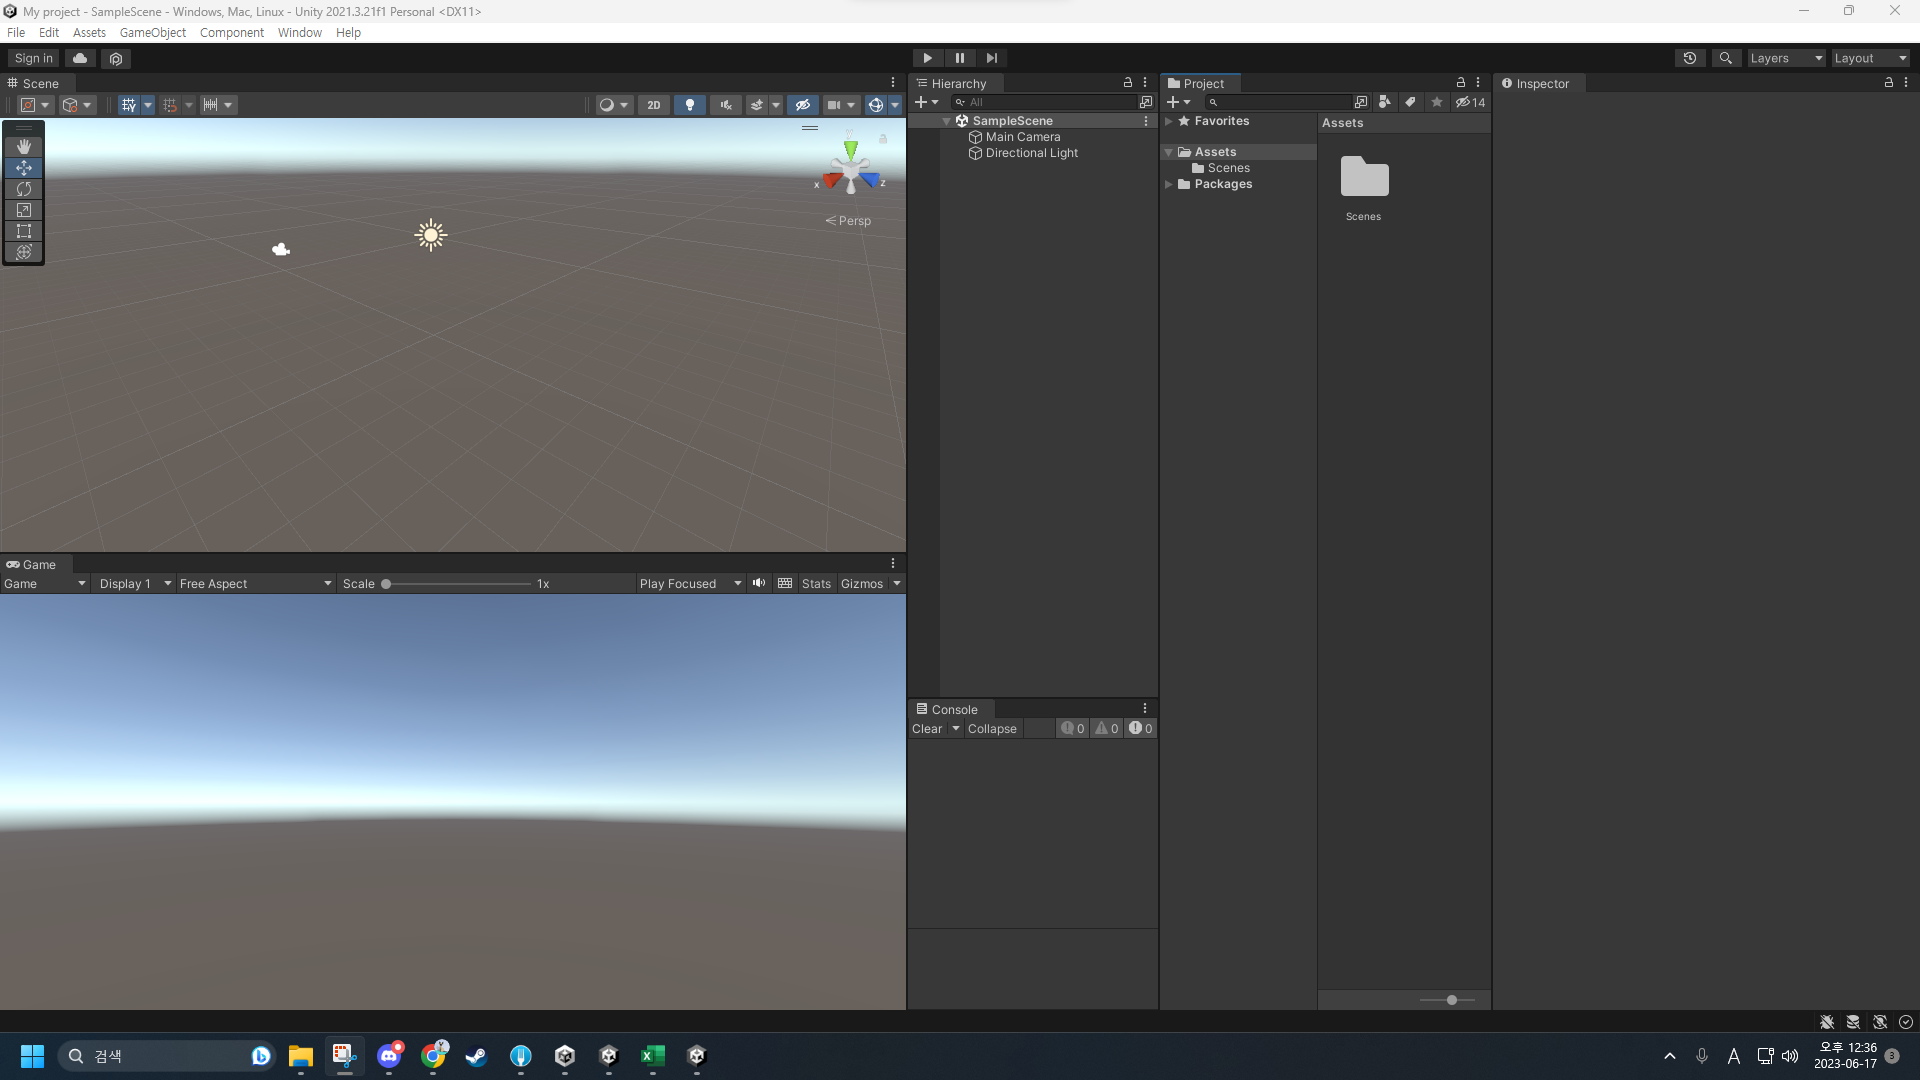 My project - SampleScene - Windows, Mac, Linux - Unity 2021.3.21f1 Personal <DX11>
File Edit Assets GameObject Component Window Help
Sign in
Layers
Layout
Scene
2D
y
x
z
Persp
Hierarchy
All
SampleScene
Main Camera
Directional Light
Project
14
Favorites
Assets
Scenes
Packages
Assets
Scenes
Inspector
Game
Game Display 1 Free Aspect Scale 1x Play Focused Stats Gizmos
Console
Clear Collapse 0 0 0
검색
A
오후 12:36
2023-06-17
3